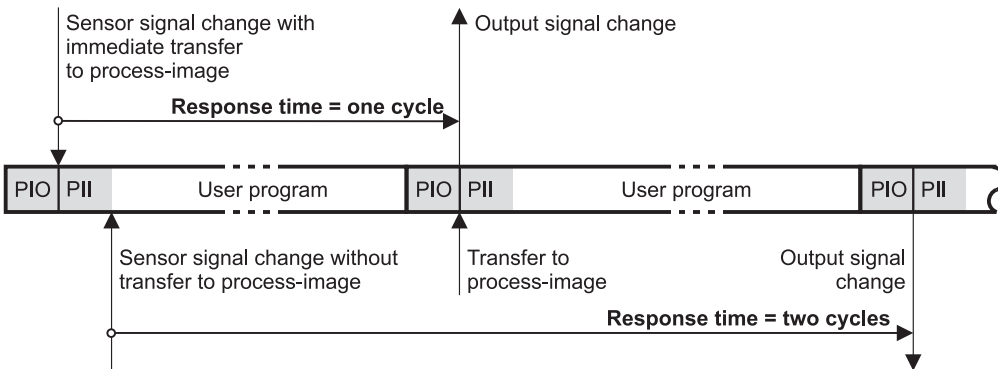 Sensor signal change with
immediate transfer
to process-image
Output signal change
Response time = one cycle
PIO PII User program PIO PII User program PIO PII
Sensor signal change without
transfer to process-image
Transfer to
process-image
Output signal
change
Response time = two cycles